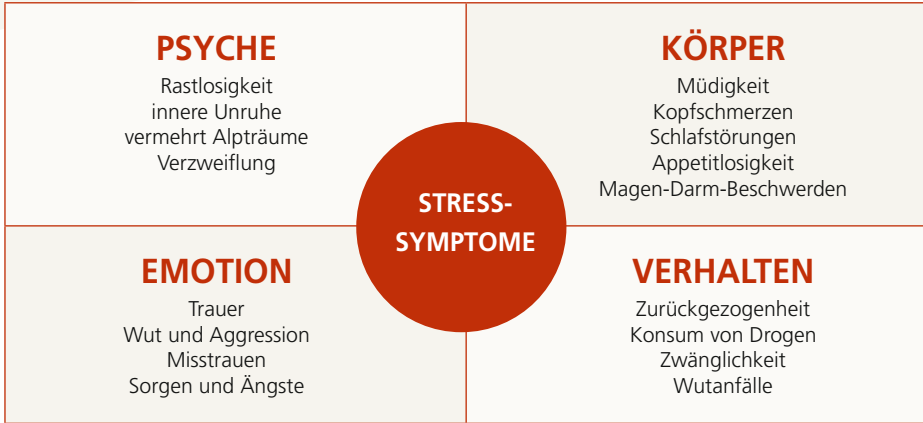 PSYCHE
Rastlosigkeit
innere Unruhe
vermehrt Alpträume
Verzweiflung
KÖRPER
Müdigkeit
Kopfschmerzen
Schlafstörungen
Appetitlosigkeit
Magen-Darm-Beschwerden
STRESS-
SYMPTOME
EMOTION
Trauer
Wut und Aggression
Misstrauen
Sorgen und Ängste
VERHALTEN
Zurückgezogenheit
Konsum von Drogen
Zwänglichkeit
Wutanfälle